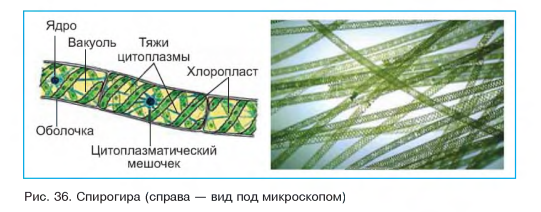 Ядро
Вакуоль
Тяжи
цитоплазмы
Хлоропласт
Оболочка
Цитоплазматический
мешочек
Рис. 36. Спирогира (справа — вид под микроскопом)